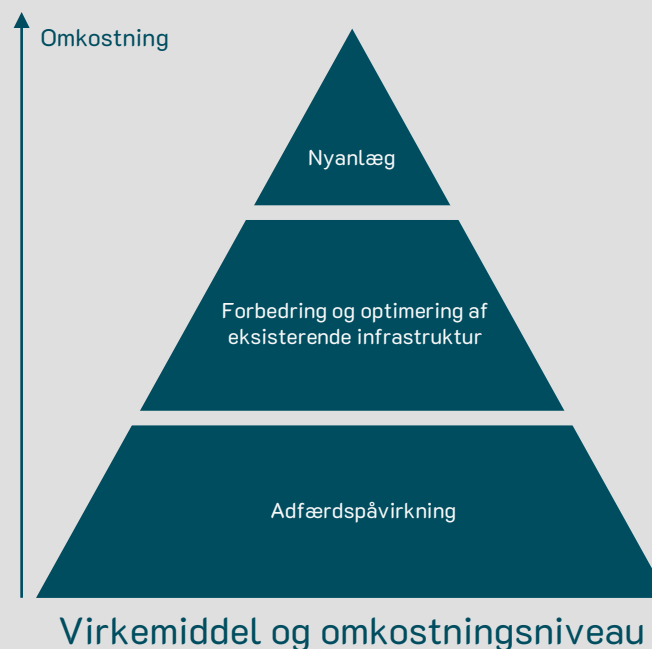 Omkostning
Nyanlæg
Forbedring og optimering af
eksisterende infrastruktur
Adfærdspåvirkning
Virkemiddel og omkostningsniveau